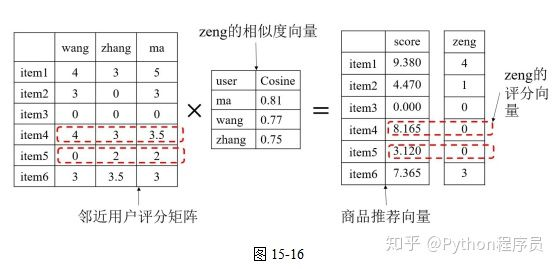 zeng的相似度向量
wang zhang ma
item1 4 3 5
item2 3 0 3
item3 0 0 0
item4 4 3 3.5
item5 0 2 2
item6 3 3.5 3
邻近用户评分矩阵
×
user Cosine
ma 0.81
wang 0.77
zhang 0.75
=
score zeng
item1 9.380 4
item2 4.470 1
item3 0.000 0
item4 8.165 0
item5 3.120 0
item6 7.365 3
zeng的
评分向
量
商品推荐向量
图 15-16
知乎 @Python程序员